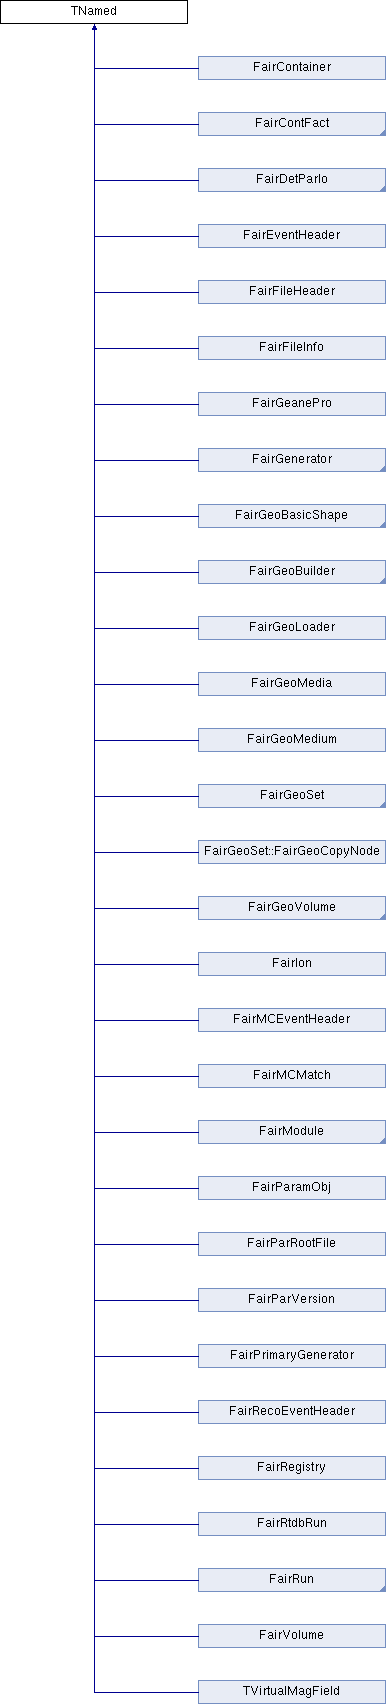 TNamed
FairContainer
FairContFact
FairDetParIo
FairEventHeader
FairFileHeader
FairFileInfo
FairGeanePro
FairGenerator
FairGeoBasicShape
FairGeoBuilder
FairGeoLoader
FairGeoMedia
FairGeoMedium
FairGeoSet
FairGeoSet::FairGeoCopyNode
FairGeoVolume
FairIon
FairMCEventHeader
FairMCMatch
FairModule
FairParamObj
FairParRootFile
FairParVersion
FairPrimaryGenerator
FairRecoEventHeader
FairRegistry
FairRtdbRun
FairRun
FairVolume
TVirtualMagField